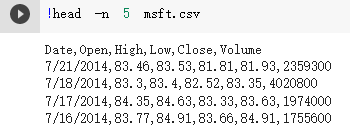 !head -n 5 msft.csv
Date,Open,High,Low,Close,Volume
7/21/2014,83.46,83.53,81.81,81.93,2359300
7/18/2014,83.3,83.4,82.52,83.35,4020800
7/17/2014,84.35,84.63,83.33,83.63,1974000
7/16/2014,83.77,84.91,83.66,84.91,1755600